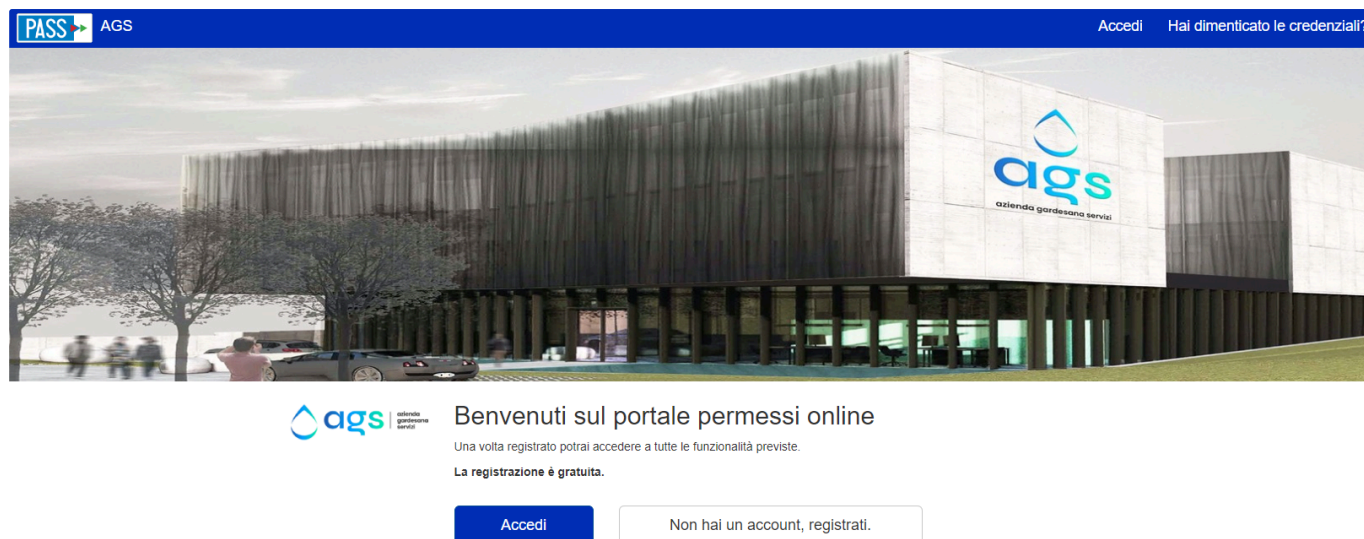 PASS AGS Accedi Hai dimenticato le credenziali?
ags
azienda gardesana servizi
ags azienda
gardesana
servizi
Benvenuti sul portale permessi online
Una volta registrato potrai accedere a tutte le funzionalità previste.
La registrazione è gratuita.
Accedi Non hai un account, registrati.